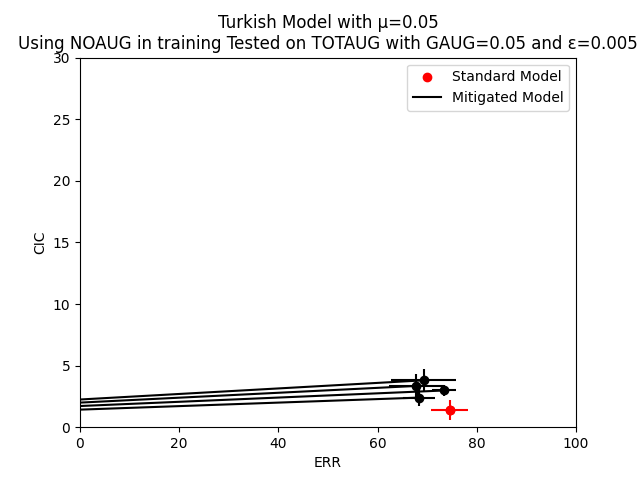 Turkish Model with μ=0.05
Using NOAUG in training Tested on TOTAUG with GAUG=0.05 and ε=0.005
Standard Model
Mitigated Model
30
25
20
15
10
5
0
CIC
0 20 40 60 80 100
ERR